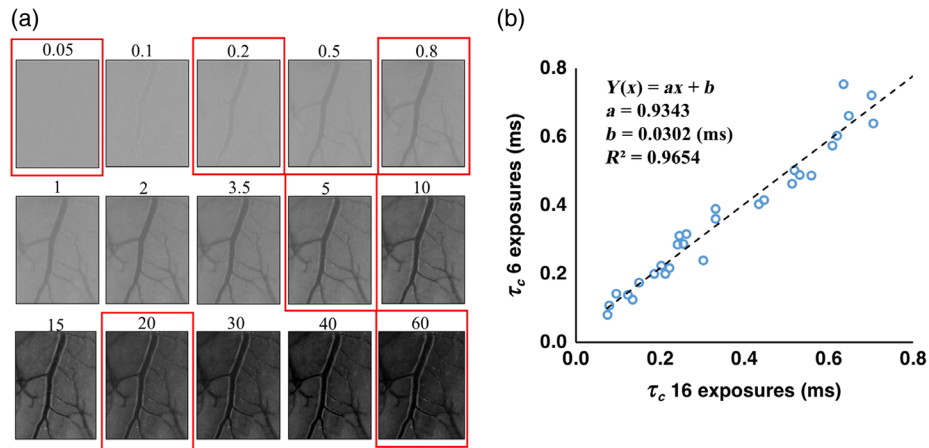 (a)
0.05 0.1 0.2 0.5 0.8
1 2 3.5 5 10
15 20 30 40 60
(b)
0.8
0.6
0.4
0.2
0.0
τc 6 exposures (ms)
Y(x) = ax + b
a = 0.9343
b = 0.0302 (ms)
R² = 0.9654
0.0 0.2 0.4 0.6 0.8
τc 16 exposures (ms)